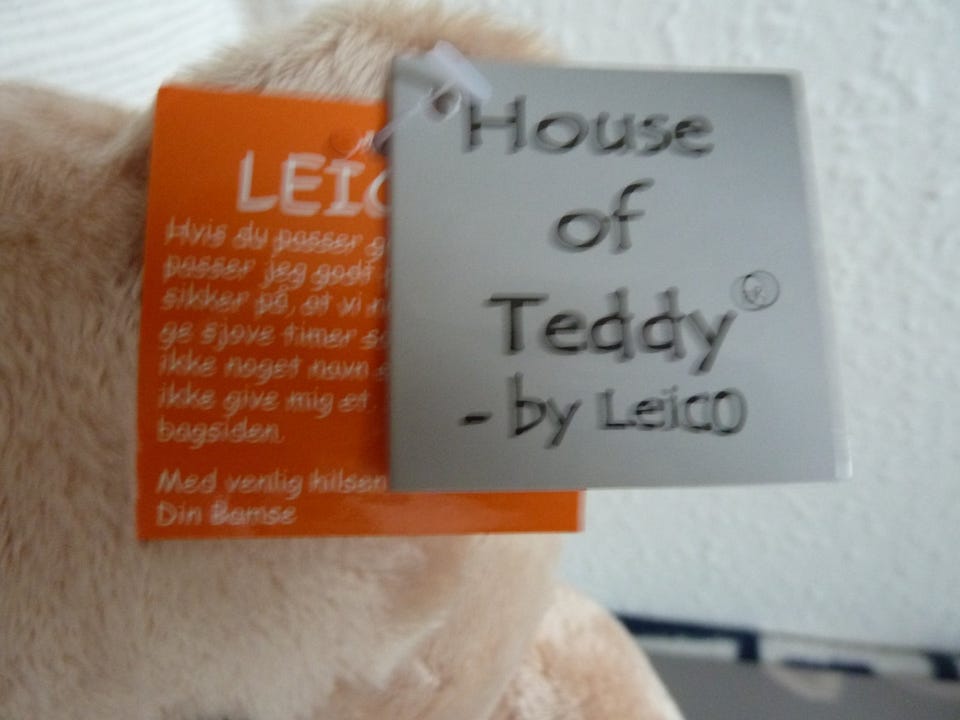 House
of
Teddy®
- by Leico
LEIC
Hvis du passer g
passer jeg godt
sikker på, at vi
ge sjove timer
ikke noget navn
ikke give mig et
bagsiden.
Med venlig hilsen
Din Bamse